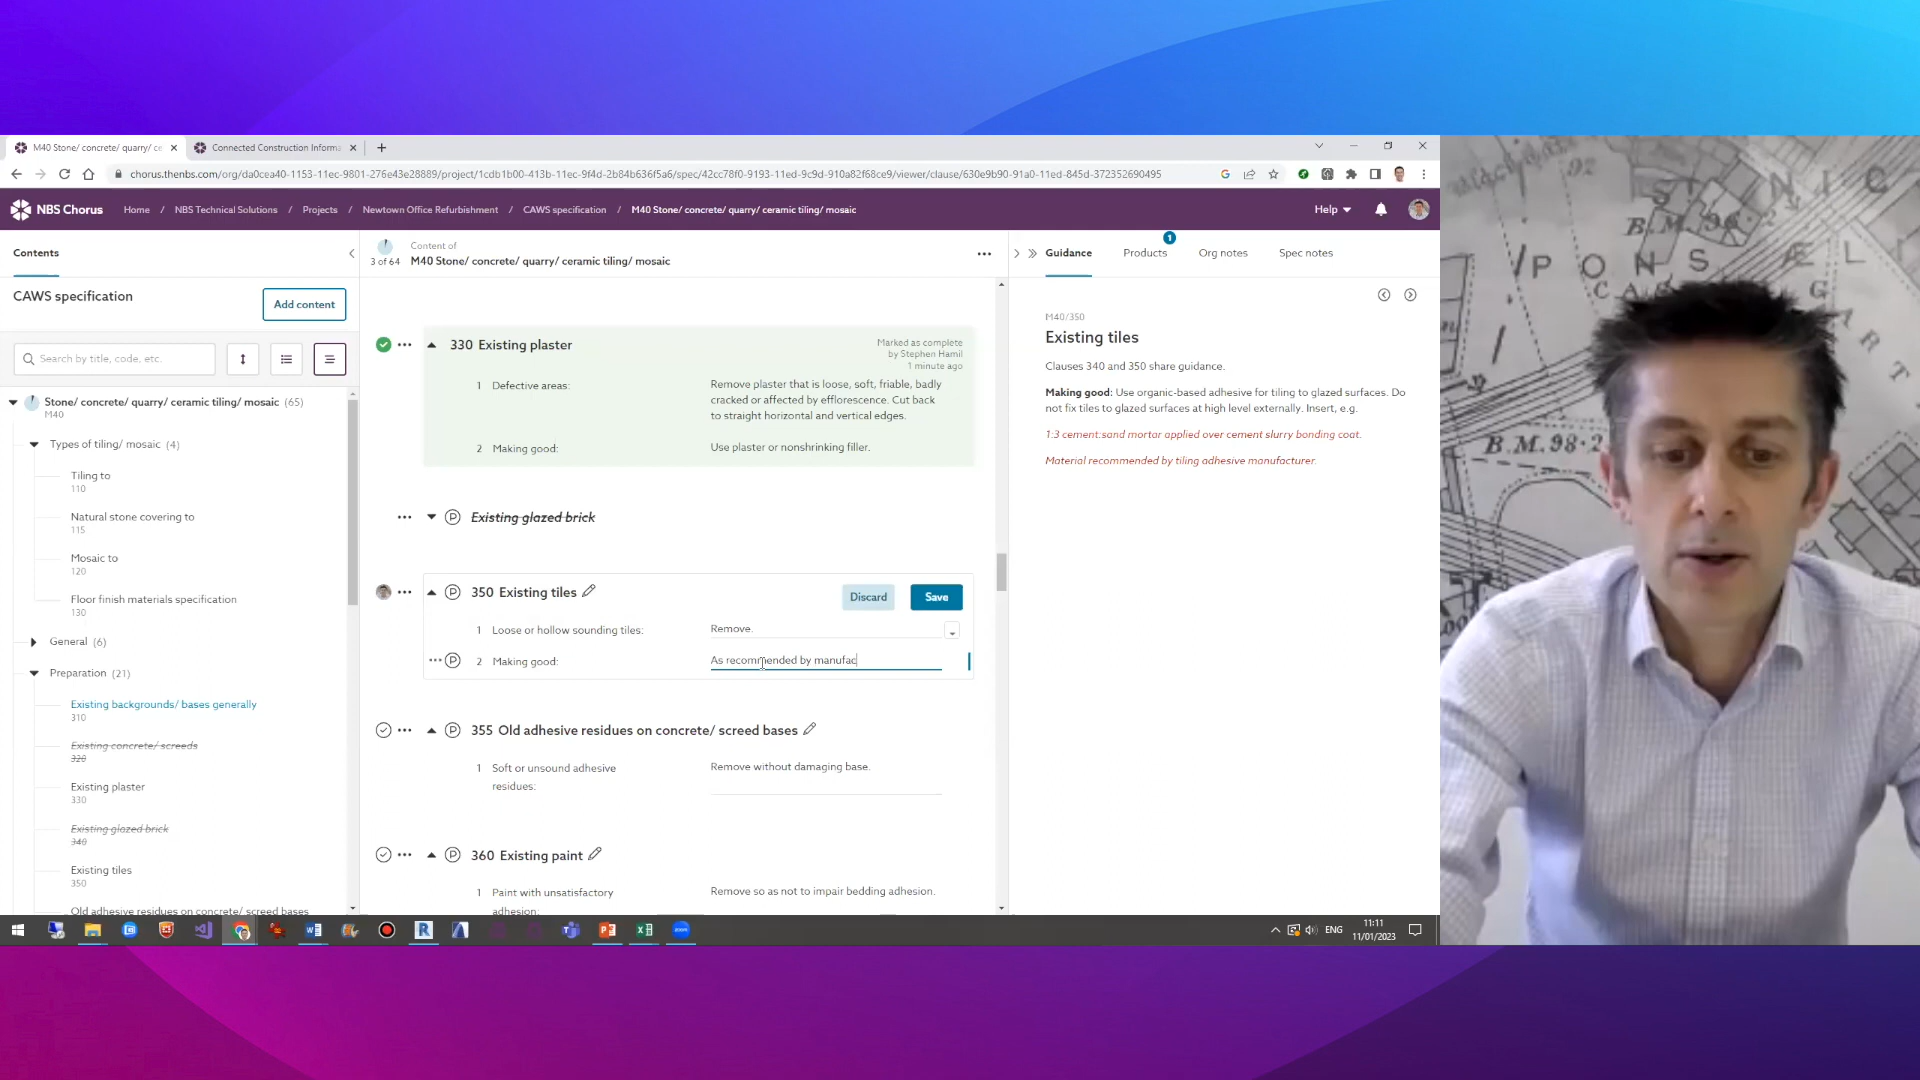 M40 Stone/ concrete/ quarry/ ce
Connected Construction Informa
chorus.thenbs.com/org/da0cea40-1153-11ec-9801-276e43e28889/project/1cdb1b00-413b-11ec-9f4d-2b84b636f5a6/spec/42cc78f0-9193-11ed-9c9d-910a82f68ce9/viewer/clause/630e9b90-91a0-11ed-845d-372352690495
NBS Chorus
Home / NBS Technical Solutions / Projects / Newtown Office Refurbishment / CAWS specification / M40 Stone/ concrete/ quarry/ ceramic tiling/ mosaic
Help
Contents
CAWS specification
Add content
Search by title, code, etc.
Stone/ concrete/ quarry/ ceramic tiling/ mosaic (65)
M40
Types of tiling/ mosaic (4)
Tiling to
110
Natural stone covering to
115
Mosaic to
120
Floor finish materials specification
130
General (6)
Preparation (21)
Existing backgrounds/ bases generally
310
Existing concrete/ screeds
320
Existing plaster
330
Existing glazed brick
340
Existing tiles
350
Old adhesive residues on concrete/ screed bases
3 of 64
Content of
M40 Stone/ concrete/ quarry/ ceramic tiling/ mosaic
330 Existing plaster
Marked as complete
by Stephen Hamil
1 minute ago
1 Defective areas:
Remove plaster that is loose, soft, friable, badly
cracked or affected by efflorescence. Cut back
to straight horizontal and vertical edges.
2 Making good:
Use plaster or nonshrinking filler.
P Existing glazed brick
P 350 Existing tiles
Discard
Save
1 Loose or hollow sounding tiles:
Remove.
P 2 Making good:
As recommended by manufac
P 355 Old adhesive residues on concrete/ screed bases
1 Soft or unsound adhesive
residues:
Remove without damaging base.
P 360 Existing paint
1 Paint with unsatisfactory
adhesion:
Remove so as not to impair bedding adhesion.
Guidance
Products
1
Org notes
Spec notes
M40/350
Existing tiles
Clauses 340 and 350 share guidance.
Making good: Use organic-based adhesive for tiling to glazed surfaces. Do
not fix tiles to glazed surfaces at high level externally. Insert, e.g.
1:3 cement:sand mortar applied over cement slurry bonding coat.
Material recommended by tiling adhesive manufacturer.
ENG
11:11
11/01/2023
B.M. 98·2